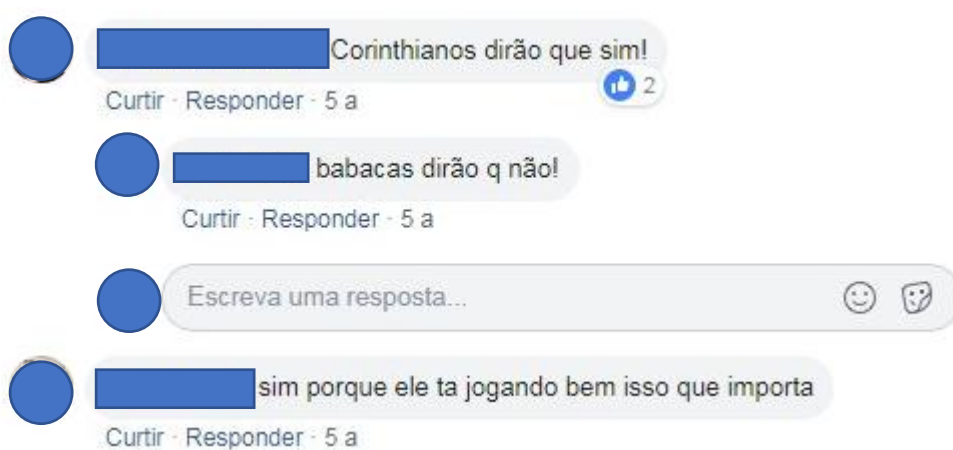 Corinthianos dirão que sim!
2
Curtir · Responder · 5 a
babacas dirão q não!
Curtir · Responder · 5 a
Escreva uma resposta...
sim porque ele ta jogando bem isso que importa
Curtir · Responder · 5 a